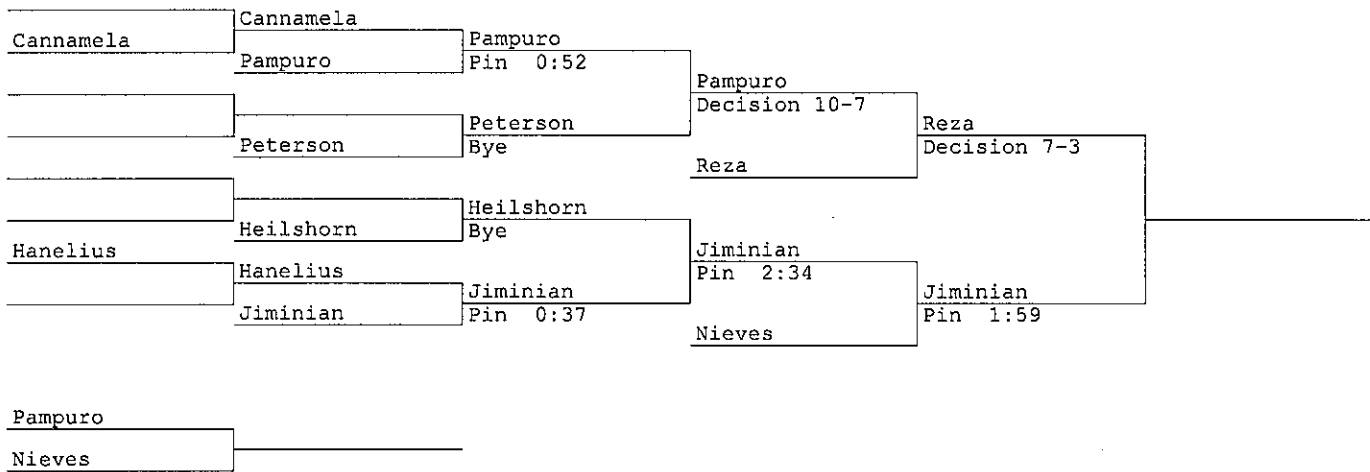 Cannamela
Cannamela
Pampuro
Pampuro
Pin 0:52
Pampuro
Decision 10-7
Peterson
Peterson
Bye
Reza
Reza
Decision 7-3
Heilshorn
Heilshorn
Bye
Hanelius
Hanelius
Jiminian
Jiminian
Pin 0:37
Jiminian
Pin 2:34
Nieves
Jiminian
Pin 1:59
Pampuro
Nieves